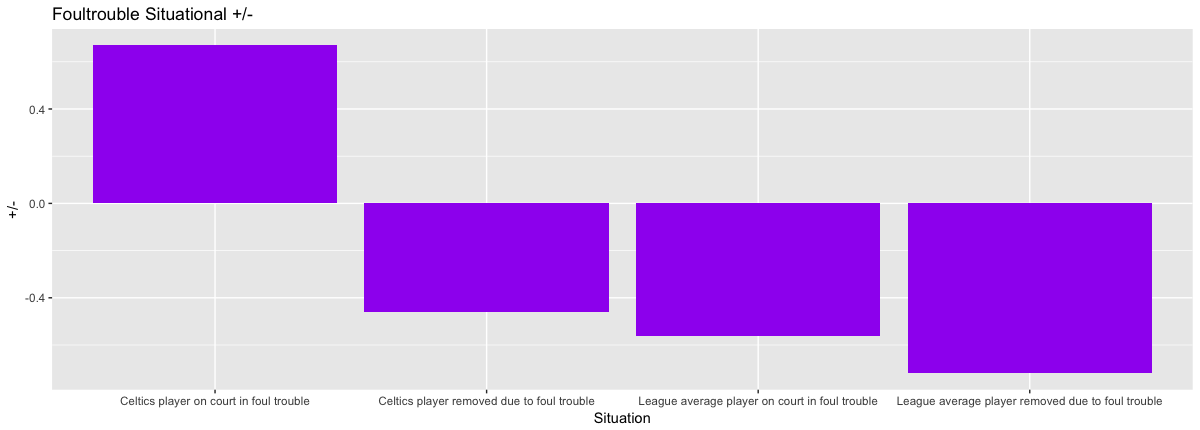 Foultrouble Situational +/-
+/-
0.4
0.0
-0.4
Celtics player on court in foul trouble
Celtics player removed due to foul trouble
League average player on court in foul trouble
League average player removed due to foul trouble
Situation